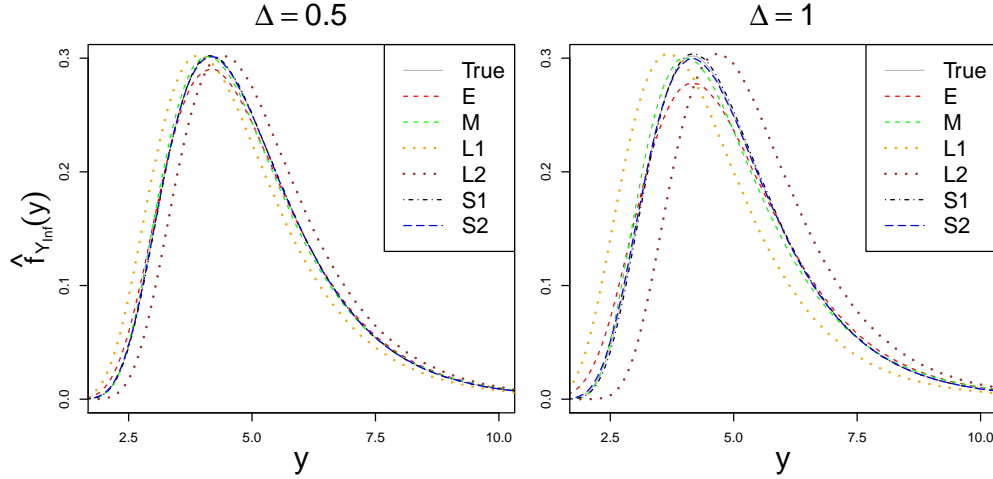 Δ = 0.5
f̂_{Y_{Inf}}(y)
0.0
0.1
0.2
0.3
2.5
5.0
7.5
10.0
y
True
E
M
L1
L2
S1
S2
Δ = 1
0.0
0.1
0.2
0.3
2.5
5.0
7.5
10.0
y
True
E
M
L1
L2
S1
S2